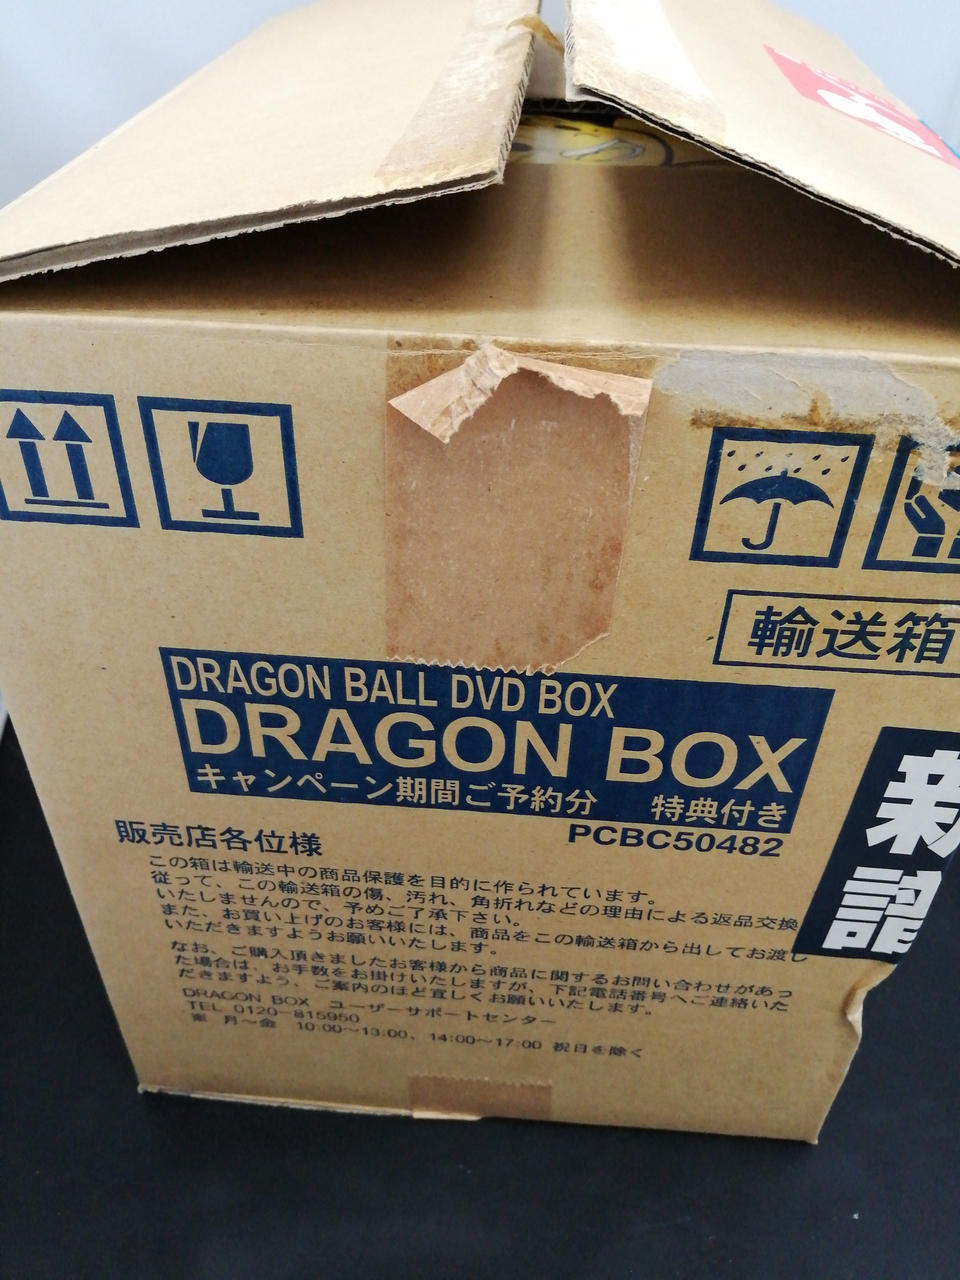 輸送箱
DRAGON BALL DVD BOX
DRAGON BOX
キャンペーン期間ご予約分 特典付き
PCBC50482
新
販売店各位様
この箱は輸送中の商品保護を目的に作られています。
従って、この輸送箱の傷、汚れ、角折れなどの理由による返品交換
いたしませんので、予めご了承下さい。
また、お買い上げのお客様には、商品をこの輸送箱から出してお渡し
いただきますようお願いいたします。
なお、ご購入頂きましたお客様から商品に関するお問い合わせがあっ
た場合は、お手数をお掛けいたしますが、下記電話番号へご連絡いた
だきますよう、ご案内のほど宜しくお願いいたします。
DRAGON BOX ユーザーサポートセンター
TEL 0120-815950
※ 月～金 10:00～13:00、14:00～17:00 祝日を除く